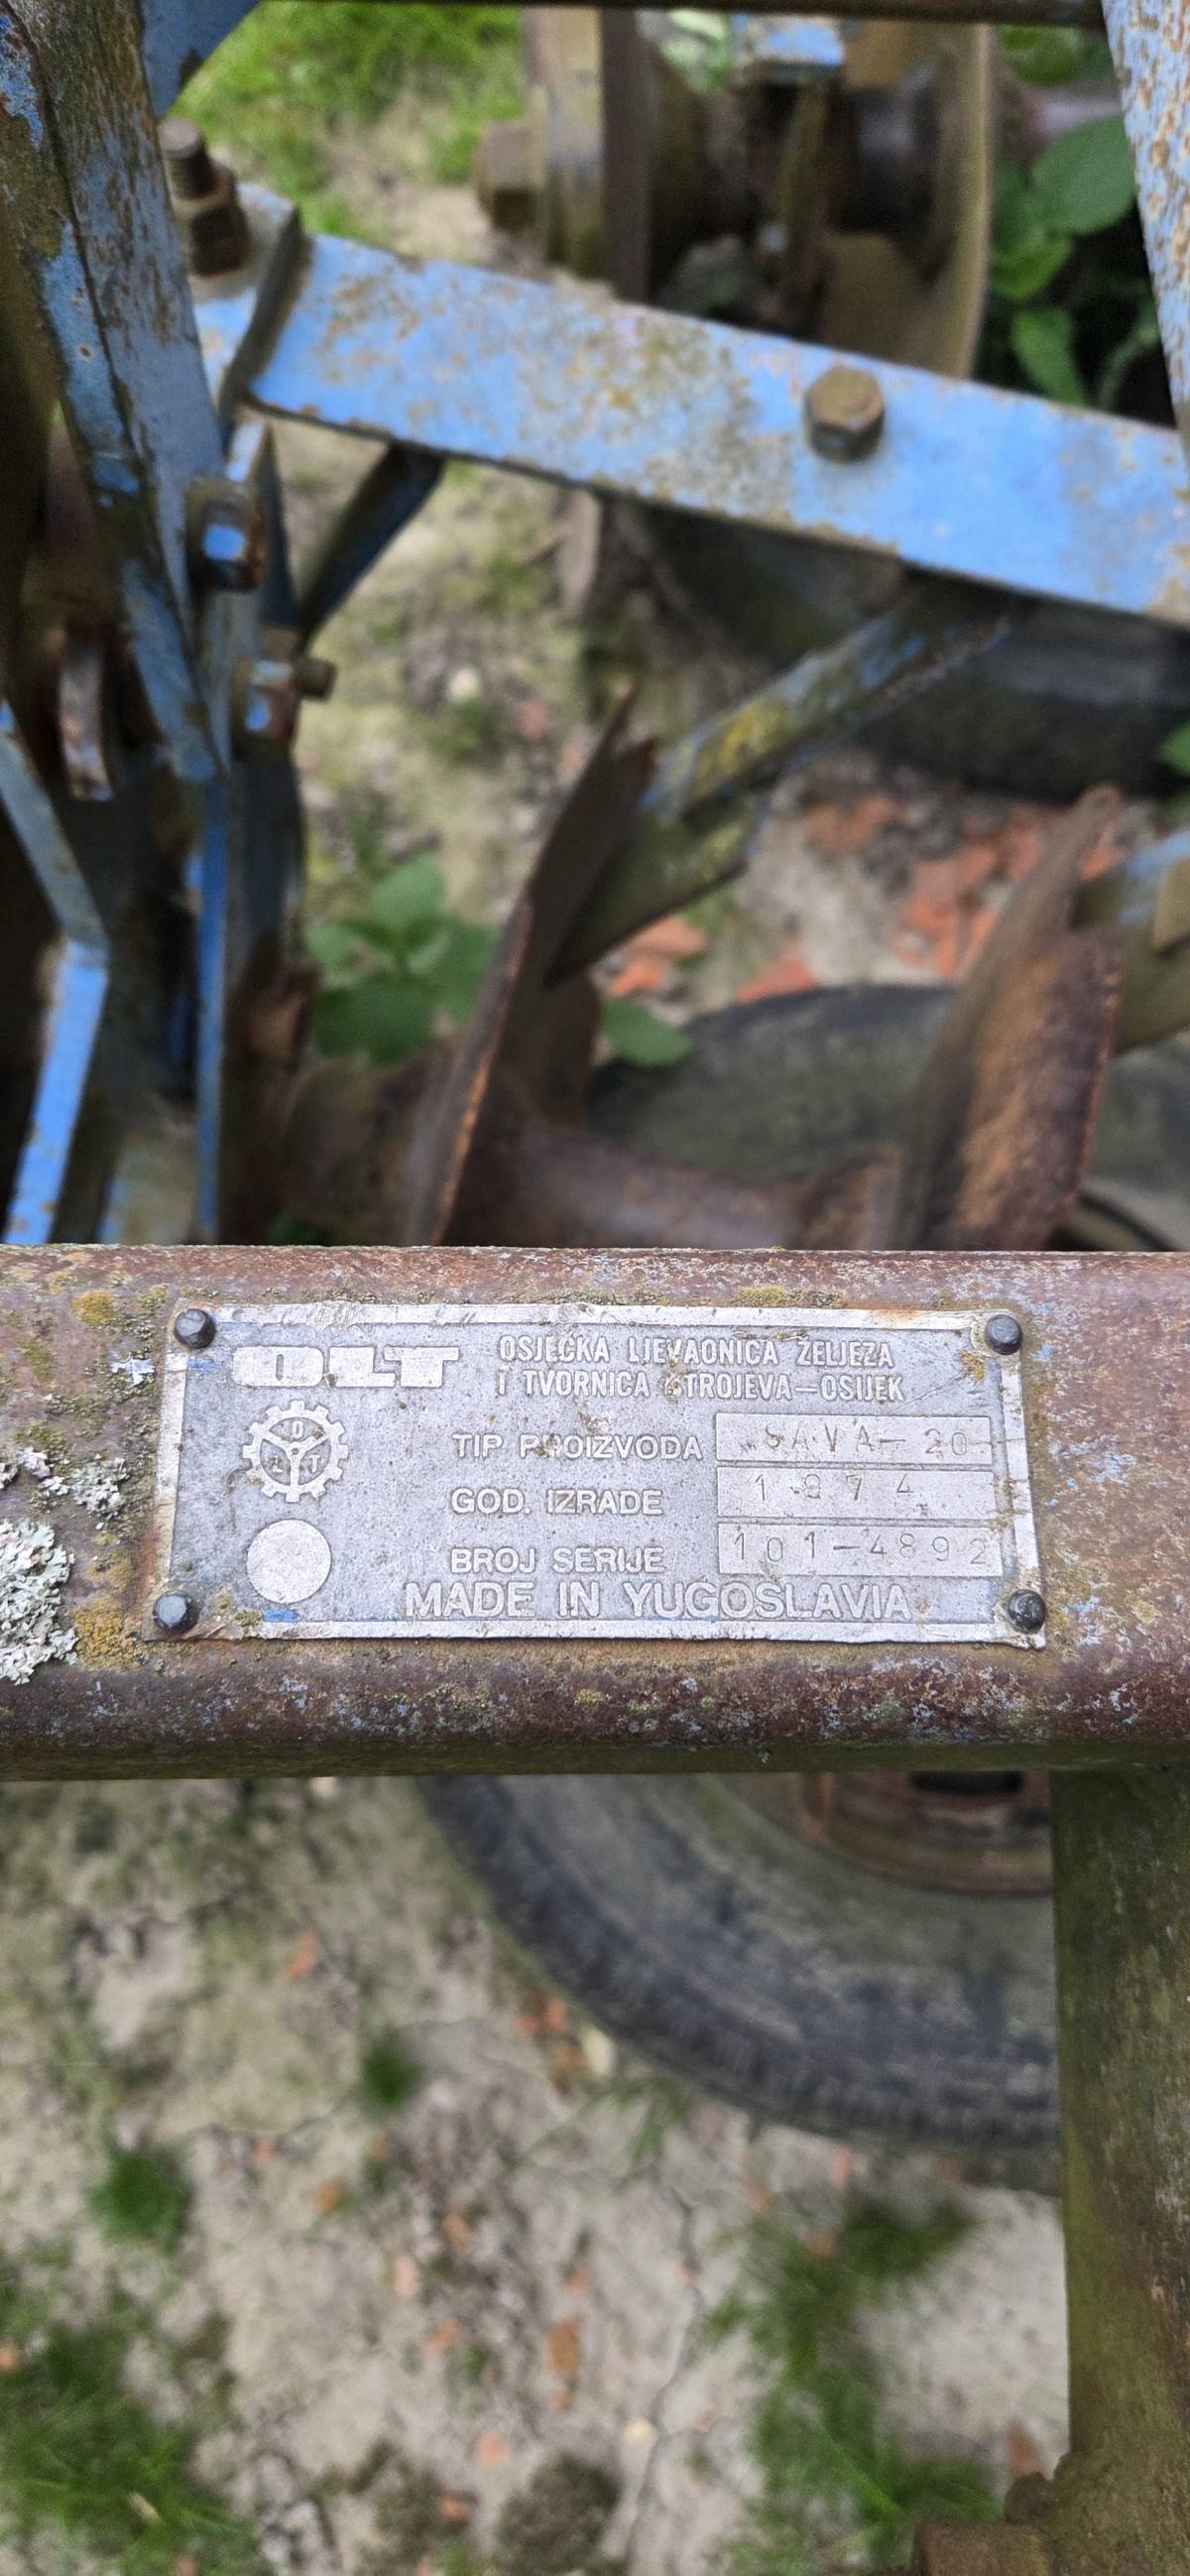 OLT
OSJEČKA LJEVAONICA ŽELJEZA
I TVORNICA STROJEVA-OSIJEK
TIP PROIZVODA SAVA-20
GOD. IZRADE 1974
BROJ SERIJE 101-4892
MADE IN YUGOSLAVIA